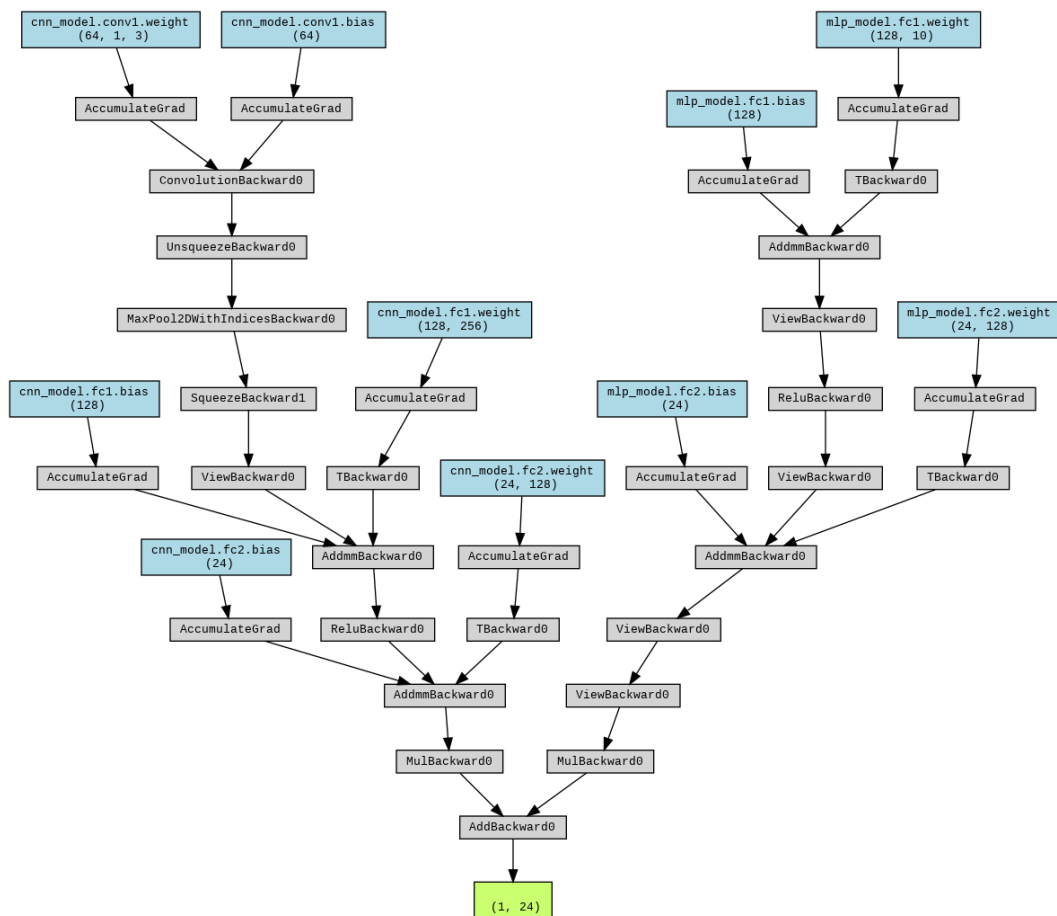 cnn_model.conv1.weight
(64, 1, 3)
cnn_model.conv1.bias
(64)
mlp_model.fc1.weight
(128, 10)
AccumulateGrad
AccumulateGrad
mlp_model.fc1.bias
(128)
AccumulateGrad
ConvolutionBackward0
AccumulateGrad
TBackward0
UnsqueezeBackward0
AddmmBackward0
MaxPool2DWithIndicesBackward0
cnn_model.fc1.weight
(128, 256)
ViewBackward0
mlp_model.fc2.weight
(24, 128)
cnn_model.fc1.bias
(128)
SqueezeBackward1
AccumulateGrad
mlp_model.fc2.bias
(24)
ReluBackward0
AccumulateGrad
AccumulateGrad
ViewBackward0
TBackward0
cnn_model.fc2.weight
(24, 128)
AccumulateGrad
ViewBackward0
TBackward0
cnn_model.fc2.bias
(24)
AddmmBackward0
AccumulateGrad
AddmmBackward0
AccumulateGrad
ReluBackward0
TBackward0
ViewBackward0
AddmmBackward0
ViewBackward0
MulBackward0
MulBackward0
AddBackward0
(1, 24)